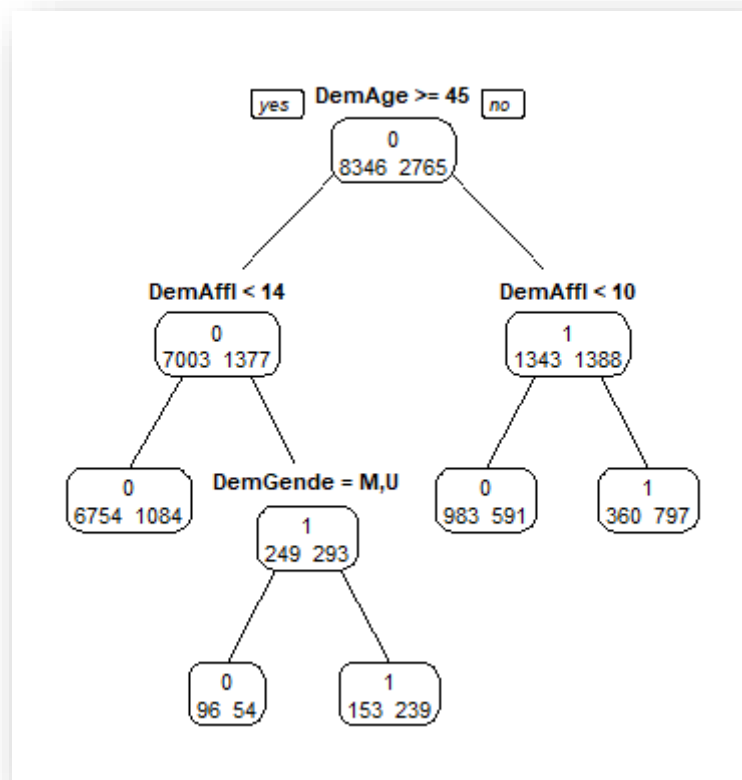 yes DemAge >= 45 no
0
8346 2765
DemAffl < 14 DemAffl < 10
0 1
7003 1377 1343 1388
0 DemGende = M,U 0 1
6754 1084 983 591 360 797
1
249 293
0 1
96 54 153 239